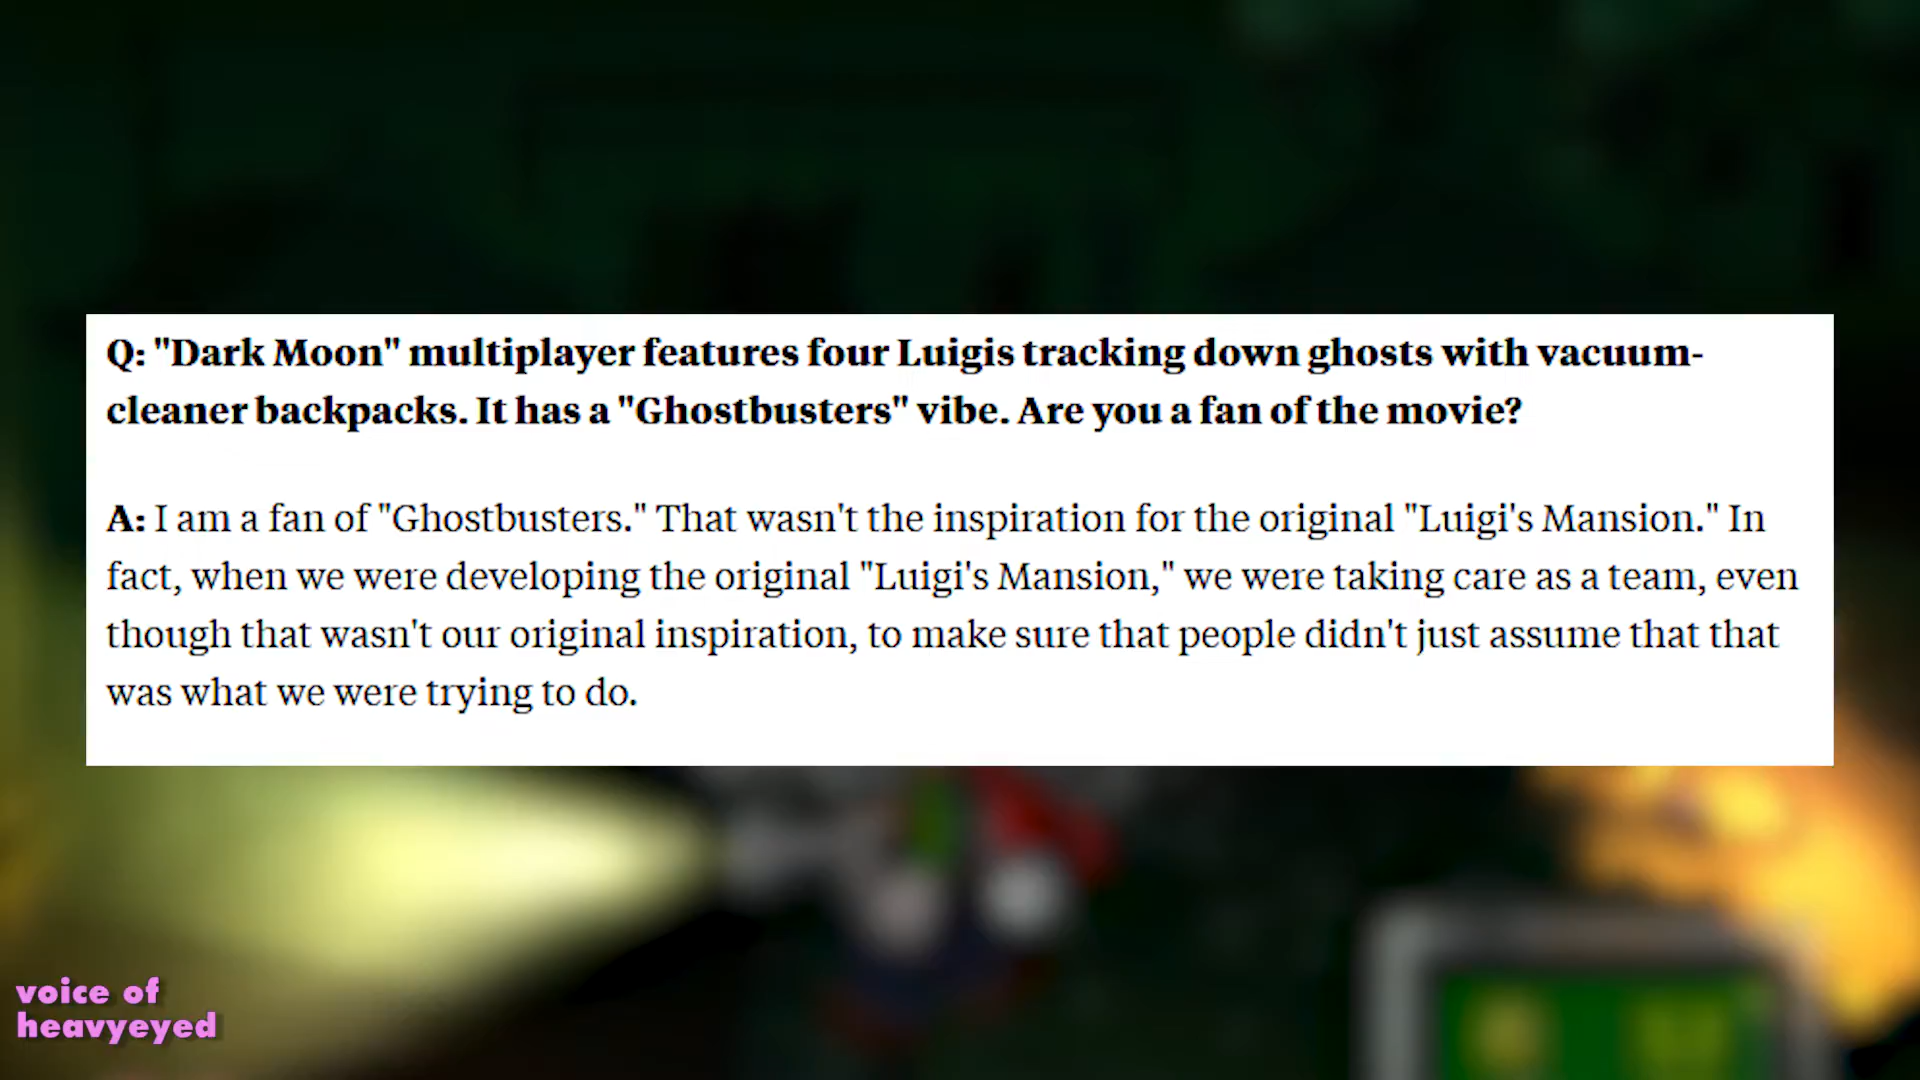 Q: "Dark Moon" multiplayer features four Luigis tracking down ghosts with vacuum-
cleaner backpacks. It has a "Ghostbusters" vibe. Are you a fan of the movie?
A: I am a fan of "Ghostbusters." That wasn't the inspiration for the original "Luigi's Mansion." In
fact, when we were developing the original "Luigi's Mansion," we were taking care as a team, even
though that wasn't our original inspiration, to make sure that people didn't just assume that that
was what we were trying to do.
voice of
heavyeyed